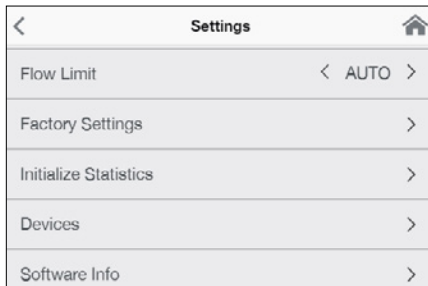 Settings
Flow Limit < AUTO >
Factory Settings >
Initialize Statistics >
Devices >
Software Info >